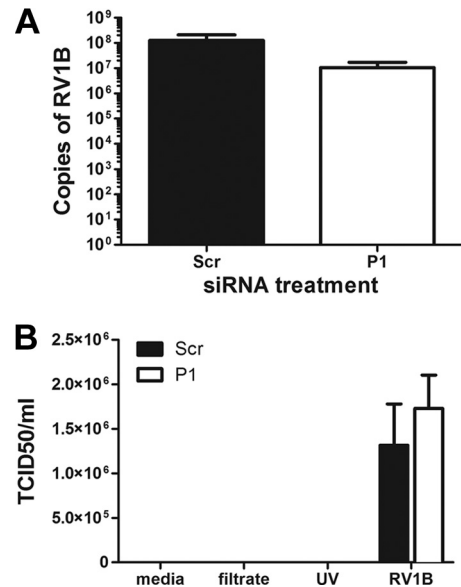 A
Copies of RV1B
10⁹
10⁸
10⁷
10⁶
10⁵
10⁴
10³
10²
10¹
10⁰
Scr
P1
siRNA treatment
B
TCID50/ml
2.5×10⁶
2.0×10⁶
1.5×10⁶
1.0×10⁶
5.0×10⁵
0
Scr
P1
media
filtrate
UV
RV1B